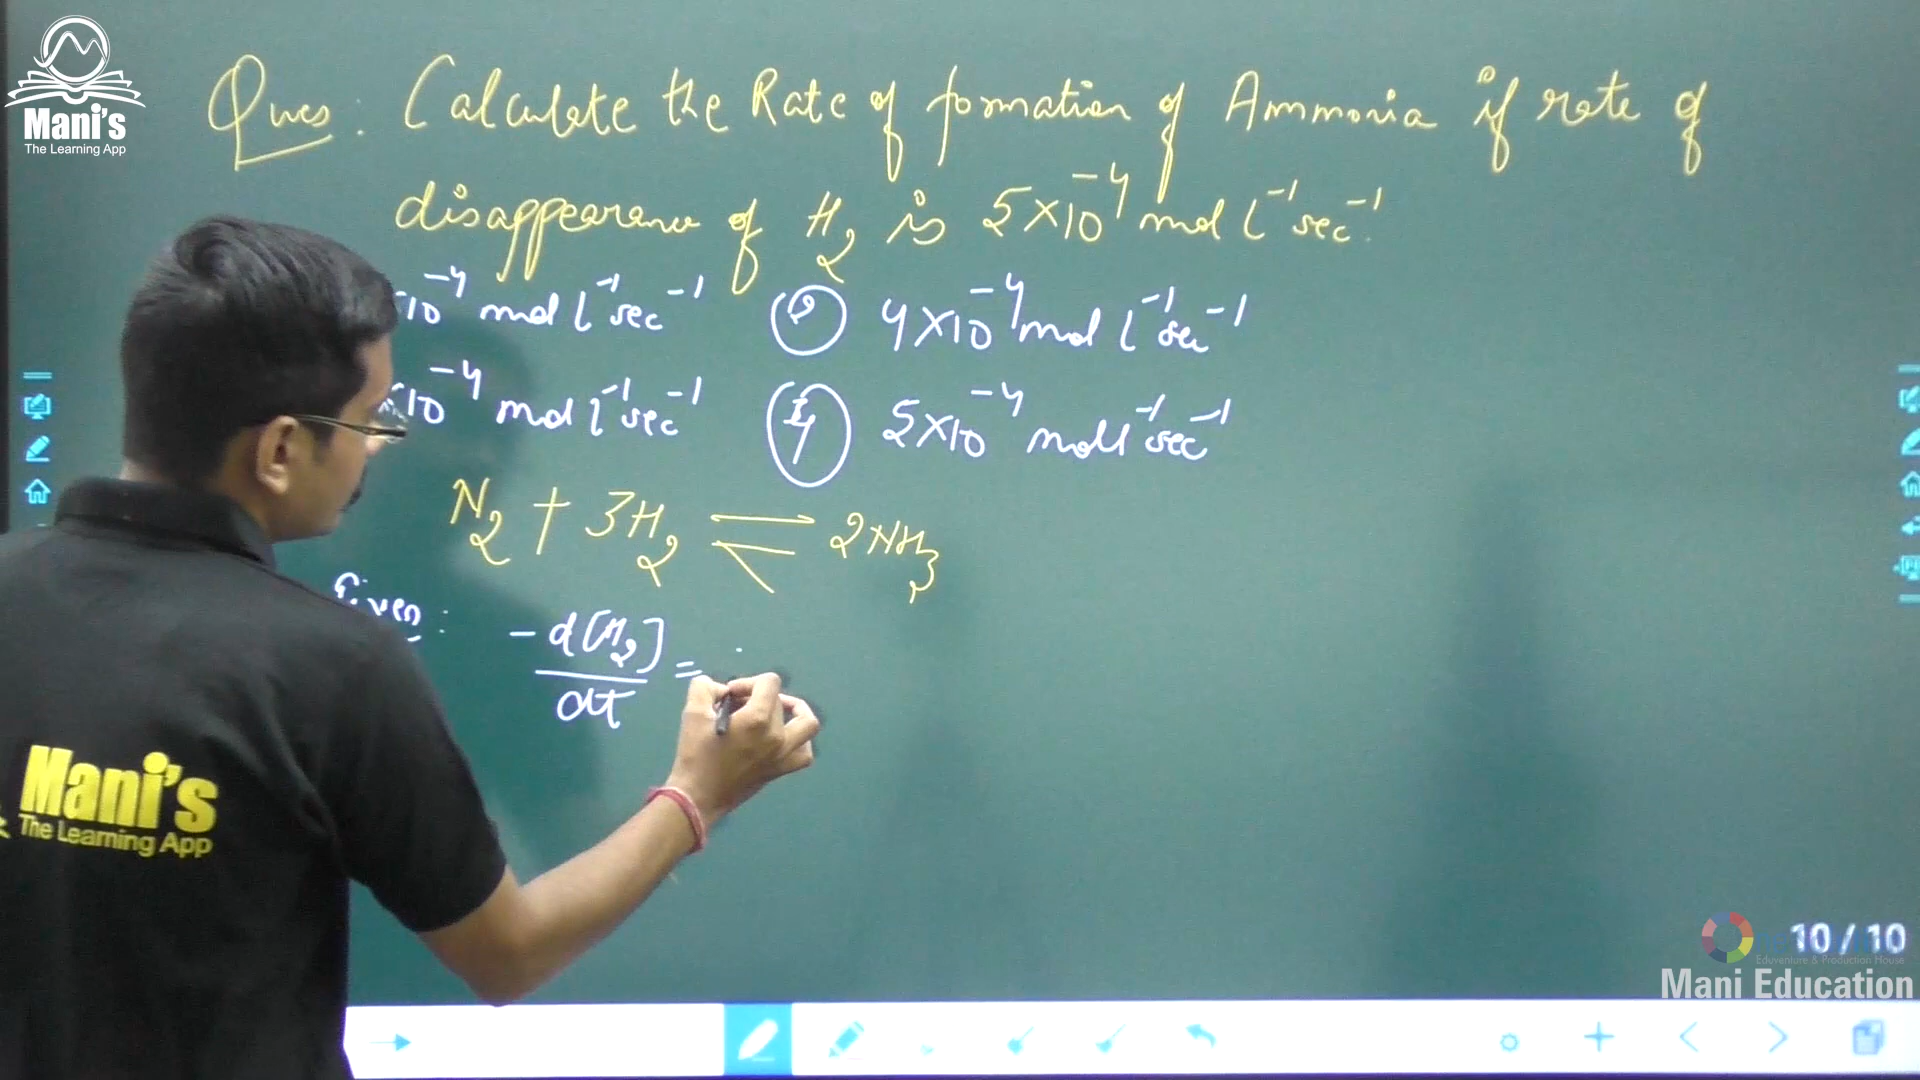 Mani's
The Learning App
Ques: Calculate the Rate of formation of Ammonia if rate of
disappearance of H₂ is 5×10⁻⁴ mol l⁻¹ sec⁻¹.
×10⁻⁴ mol l⁻¹ sec⁻¹ ② 4×10⁻⁴ mol l⁻¹ sec⁻¹
×10⁻⁴ mol l⁻¹ sec⁻¹ 5×10⁻⁴ mol l⁻¹ sec⁻¹
N₂ + 3H₂ ⇌ 2NH₃
Given: -d[H₂]/dt =
Mani's
The Learning App
10/10
Eduventure & Production House
Mani Education